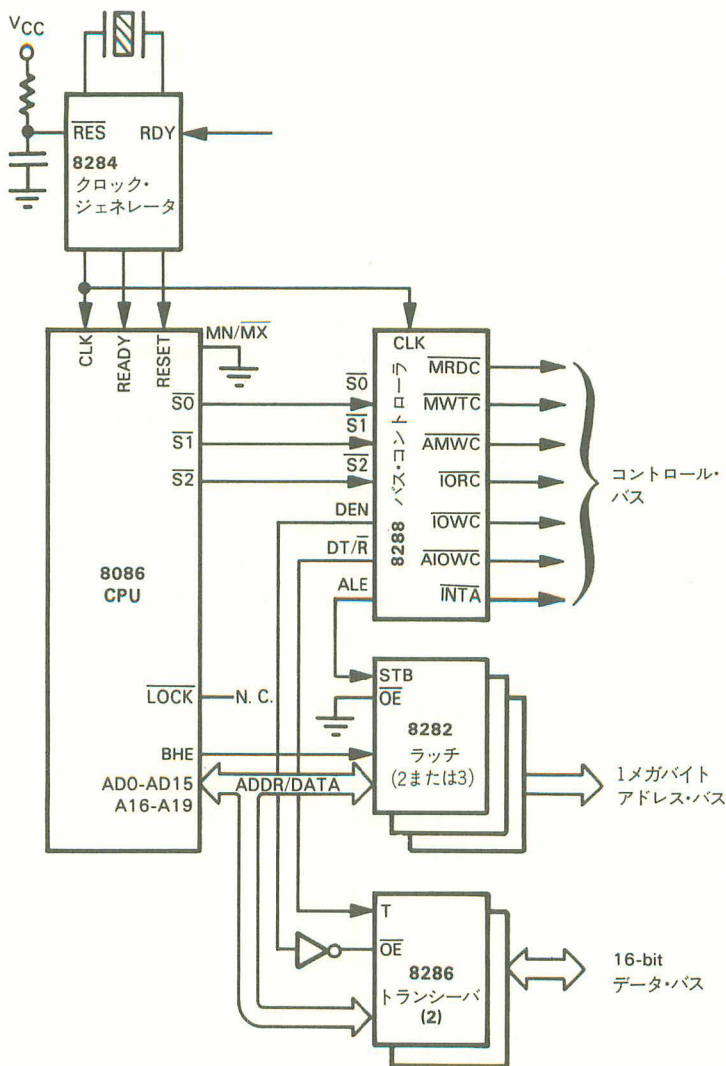 VCC
RES RDY
8284
クロック・
ジェネレータ
CLK
READY
RESET
MN/MX
CLK
8288 バス・コントローラ
S0
S0
S1
S1
S2
S2
DEN
DT/R
ALE
MRDC
MWTC
AMWC
IORC
IOWC
AIOWC
INTA
コントロール・
バス
8086
CPU
LOCK
N. C.
BHE
AD0-AD15
A16-A19
ADDR/DATA
STB
OE
8282
ラッチ
(2または3)
1メガバイト
アドレス・バス
T
OE
8286
トランシーバ
(2)
16-bit
データ・バス